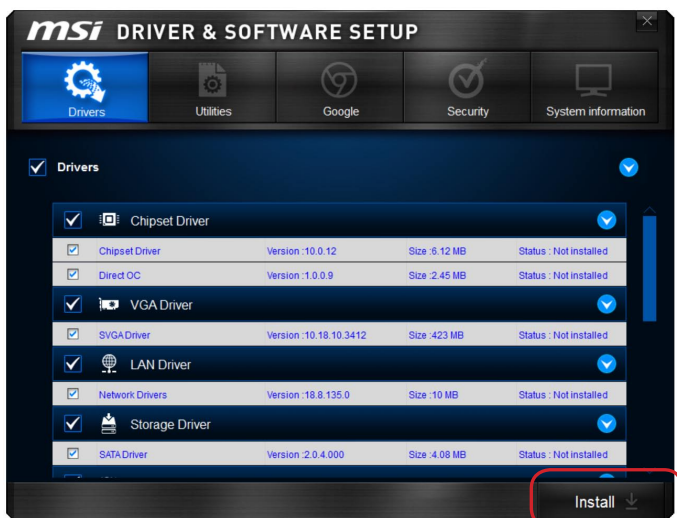 msi DRIVER & SOFTWARE SETUP
Drivers Utilities Google Security System information
Drivers
Chipset Driver
Chipset Driver Version :10.0.12 Size :6.12 MB Status : Not installed
Direct OC Version :1.0.0.9 Size :2.45 MB Status : Not installed
VGA Driver
SVGA Driver Version :10.18.10.3412 Size :423 MB Status : Not installed
LAN Driver
Network Drivers Version :18.8.135.0 Size :10 MB Status : Not installed
Storage Driver
SATA Driver Version :2.0.4.000 Size :4.08 MB Status : Not installed
Install